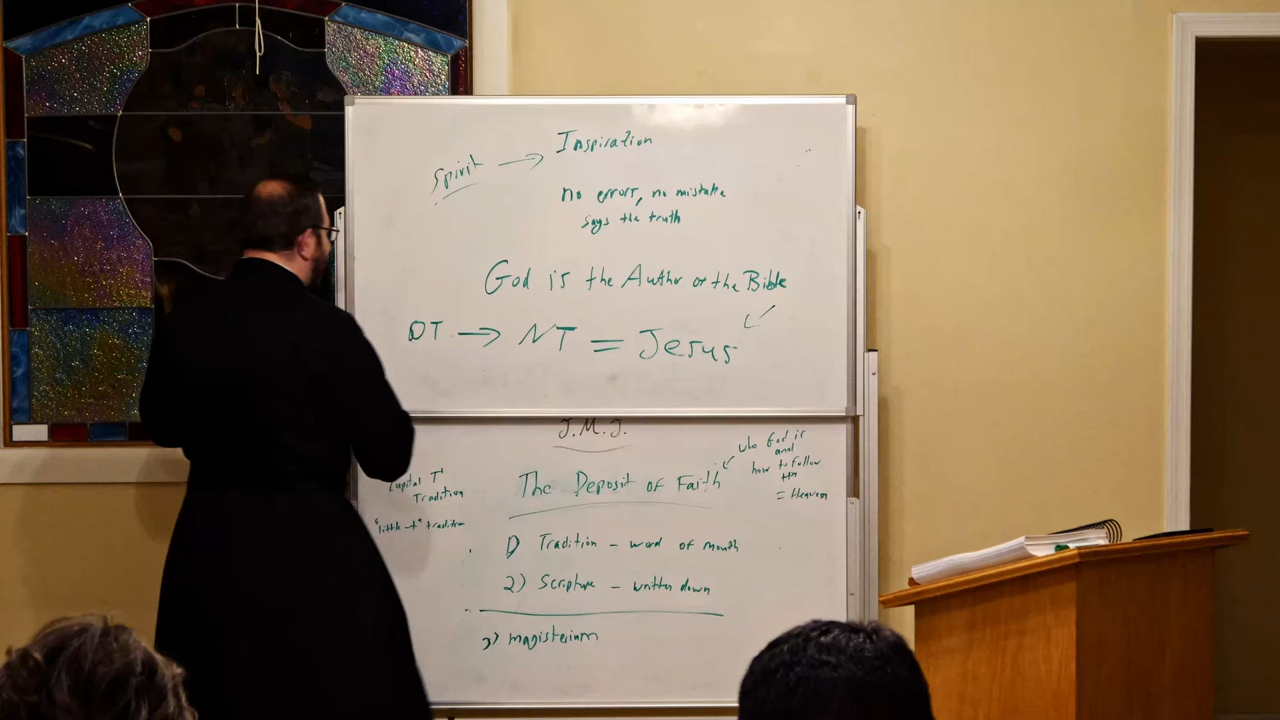 Inspiration
Spirit →
no error, no mistake
says the truth
God is the Author of the Bible
OT → NT = Jesus
J.M.J.
The Deposit of Faith
who God is
and
how to follow
Him
= Heaven
Capital "T"
Tradition
"little -t" tradition
1) Tradition - word of mouth
2) Scripture - written down
3) magisterium